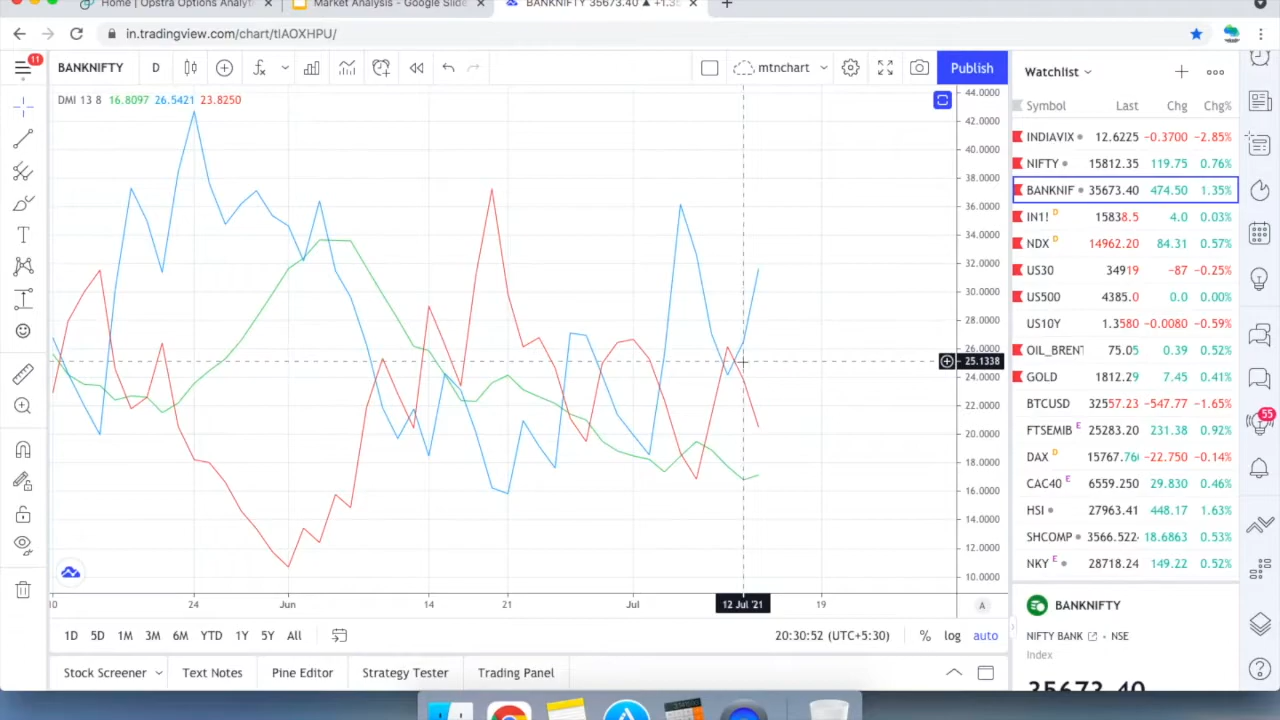 Home | Opstra Options Analyt
Market Analysis - Google Slide
BANKNIFTY 35673.40 ▲ +1.3
in.tradingview.com/chart/tlAOXHPU/
11
BANKNIFTY D
mtnchart
Publish
Watchlist
DMI 13 8 16.8097 26.5421 23.8250
Symbol Last Chg Chg%
INDIAVIX 12.6225 −0.3700 −2.85%
NIFTY 15812.35 119.75 0.76%
BANKNIF 35673.40 474.50 1.35%
IN1! D 15838.5 4.0 0.03%
NDX D 14962.20 84.31 0.57%
US30 34919 −87 −0.25%
US500 4385.0 0.0 0.00%
US10Y 1.3580 −0.0080 −0.59%
OIL_BRENT 75.05 0.39 0.52%
GOLD 1812.29 7.45 0.41%
BTCUSD 32557.23 −547.77 −1.65%
FTSEMIB E 25283.20 231.38 0.92%
DAX D 15767.76 −22.750 −0.14%
CAC40 E 6559.250 29.830 0.46%
HSI 27963.41 448.17 1.63%
SHCOMP 3566.522 18.6863 0.53%
NKY E 28718.24 149.22 0.52%
55
44.0000
42.0000
40.0000
38.0000
36.0000
34.0000
32.0000
30.0000
28.0000
26.0000
25.1338
24.0000
22.0000
20.0000
18.0000
16.0000
14.0000
12.0000
10.0000
10 24 Jun 14 21 Jul 12 Jul '21 19 A
1D 5D 1M 3M 6M YTD 1Y 5Y All
20:30:52 (UTC+5:30) % log auto
Stock Screener Text Notes Pine Editor Strategy Tester Trading Panel
BANKNIFTY
NIFTY BANK • NSE
Index
35673.40